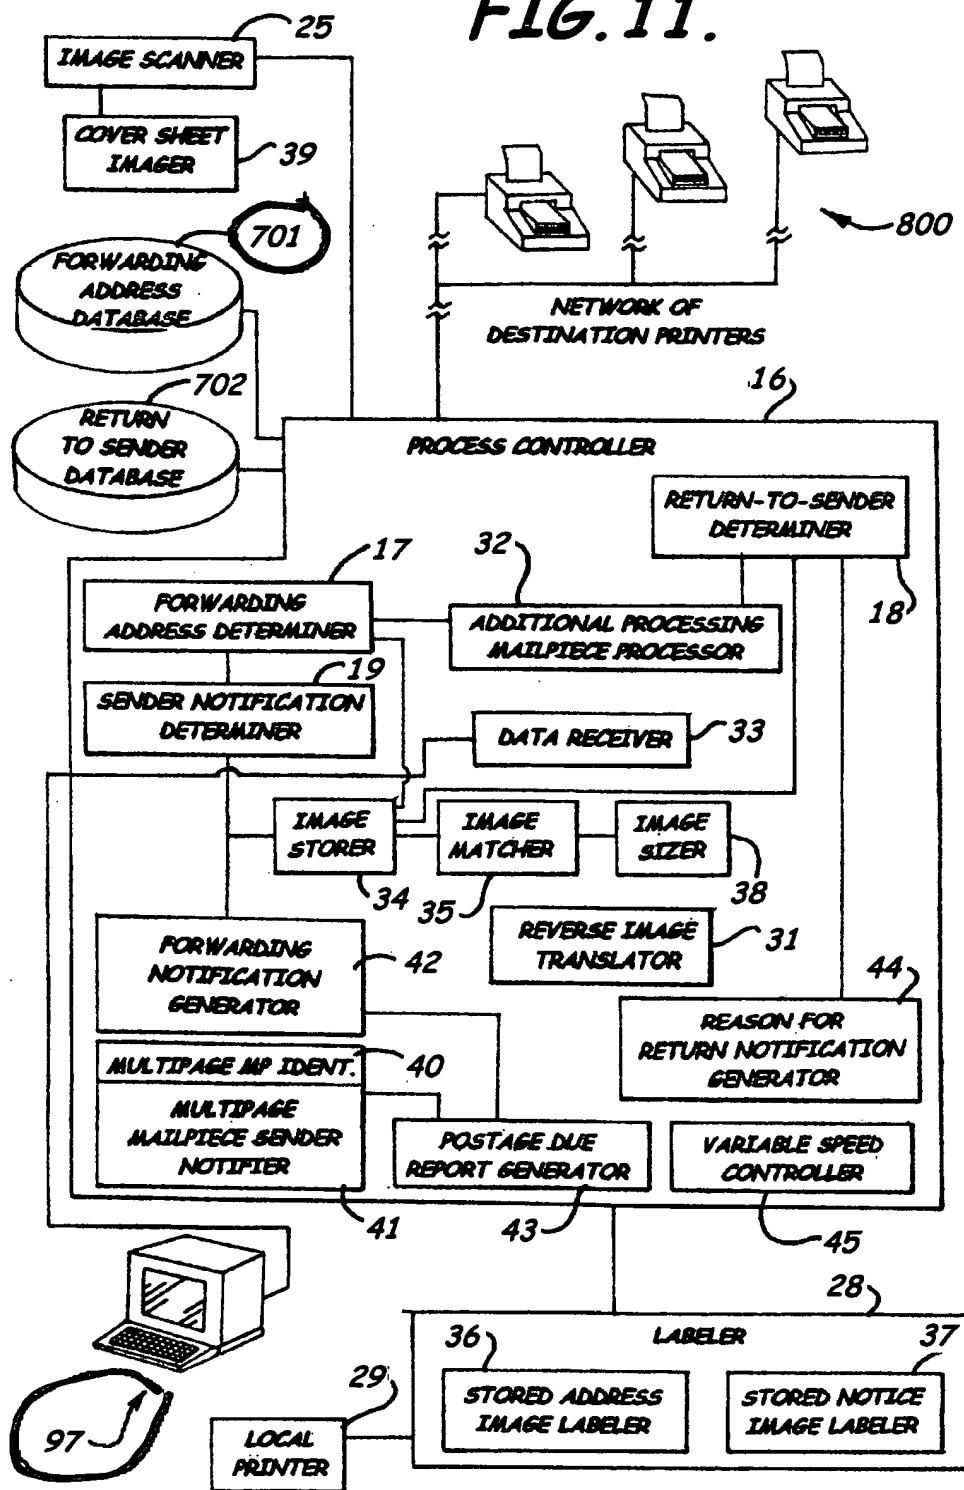 FIG. 11.
25
IMAGE SCANNER
COVER SHEET
IMAGER
39
701
FORWARDING
ADDRESS
DATABASE
800
NETWORK OF
DESTINATION PRINTERS
702
RETURN
TO SENDER
DATABASE
16
PROCESS CONTROLLER
RETURN-TO-SENDER
DETERMINER
18
17
FORWARDING
ADDRESS DETERMINER
32
ADDITIONAL PROCESSING
MAILPIECE PROCESSOR
19
SENDER NOTIFICATION
DETERMINER
DATA RECEIVER
33
IMAGE
STORER
34
IMAGE
MATCHER
35
IMAGE
SIZER
38
FORWARDING
NOTIFICATION
GENERATOR
42
REVERSE IMAGE
TRANSLATOR
31
44
REASON FOR
RETURN NOTIFICATION
GENERATOR
MULTIPAGE MP IDENT.
40
MULTIPAGE
MAILPIECE SENDER
NOTIFIER
41
POSTAGE DUE
REPORT GENERATOR
43
VARIABLE SPEED
CONTROLLER
45
97
28
LABELER
36
STORED ADDRESS
IMAGE LABELER
37
STORED NOTICE
IMAGE LABELER
29
LOCAL
PRINTER